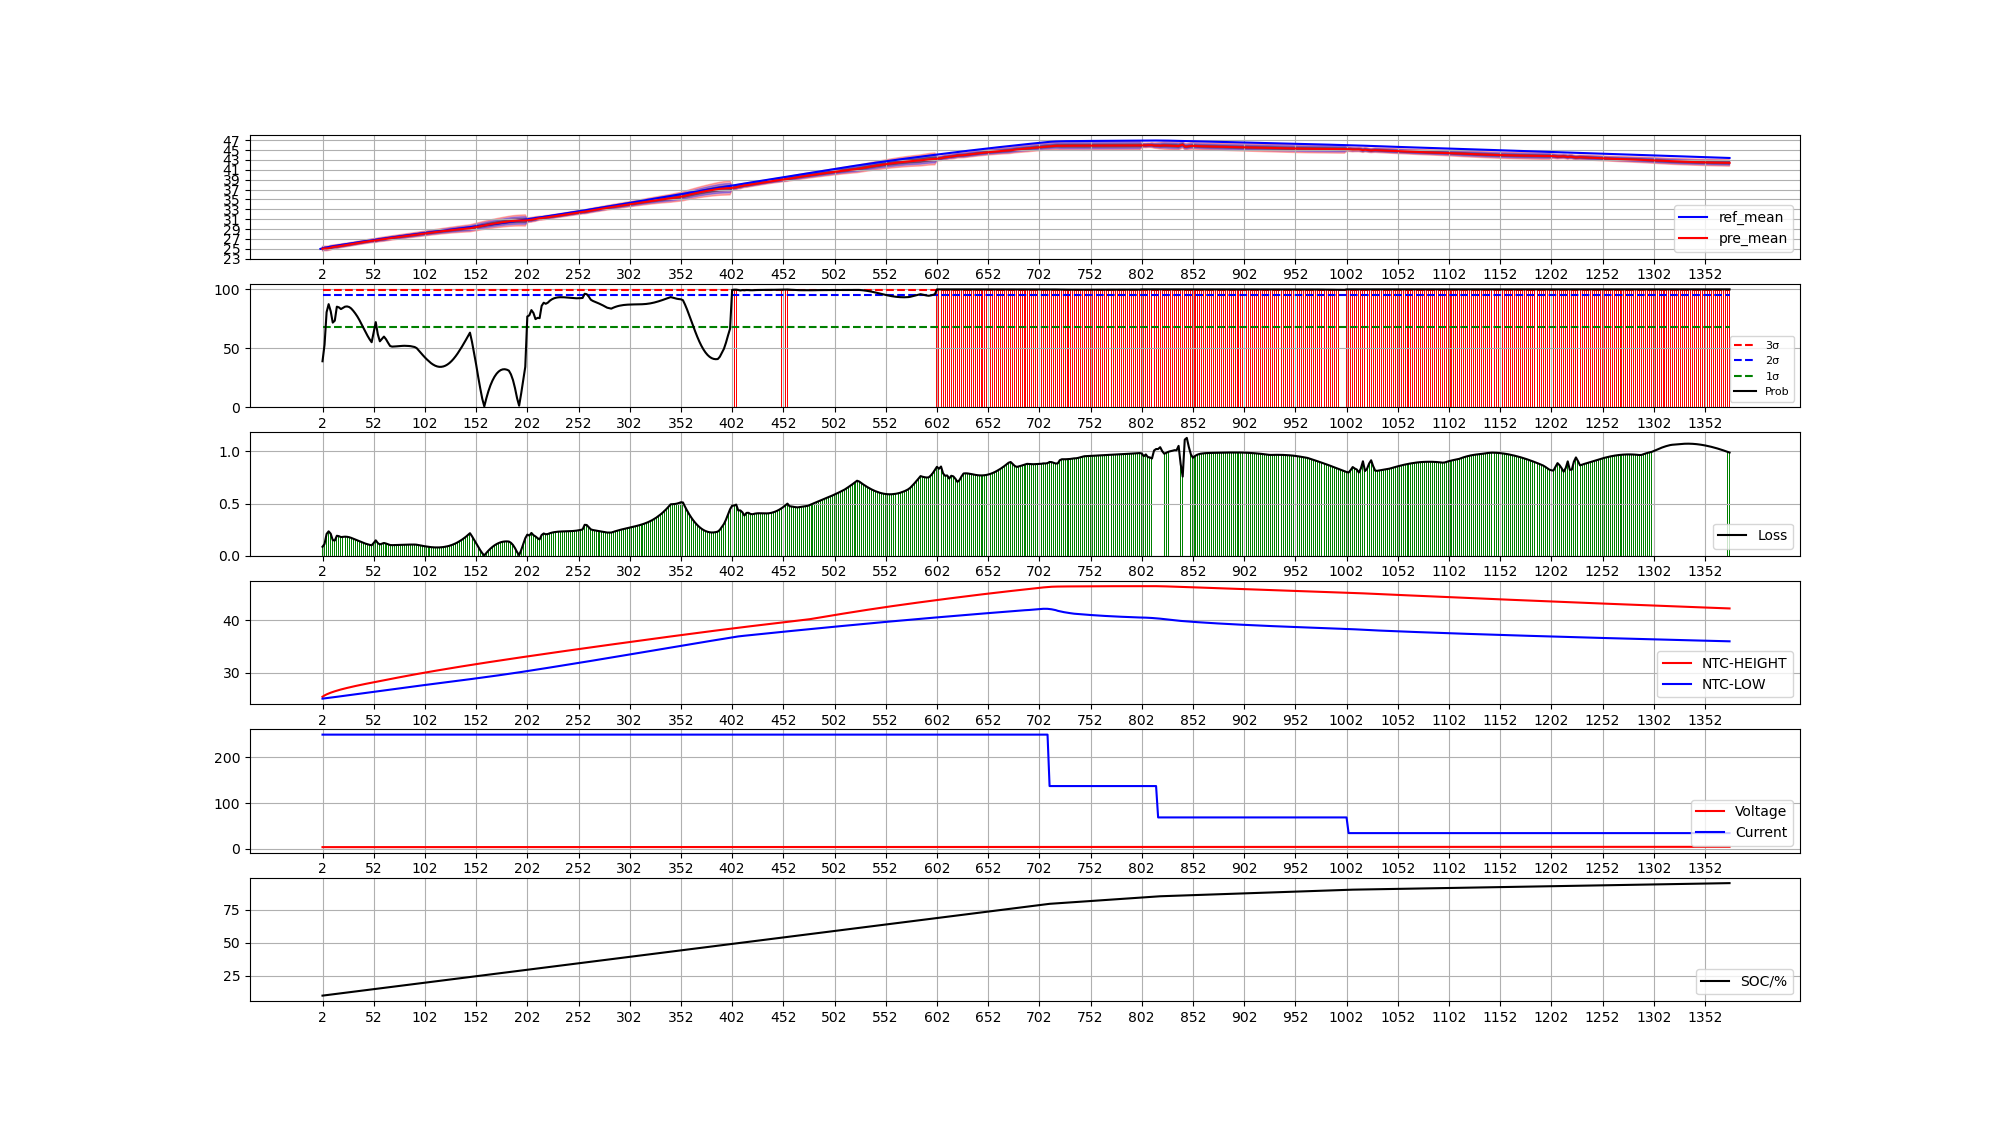 47
45
43
41
39
37
35
33
31
29
27
25
23
ref_mean
pre_mean
2 52 102 152 202 252 302 352 402 452 502 552 602 652 702 752 802 852 902 952 1002 1052 1102 1152 1202 1252 1302 1352
100
50
0
3σ
2σ
1σ
Prob
2 52 102 152 202 252 302 352 402 452 502 552 602 652 702 752 802 852 902 952 1002 1052 1102 1152 1202 1252 1302 1352
1.0
0.5
0.0
Loss
2 52 102 152 202 252 302 352 402 452 502 552 602 652 702 752 802 852 902 952 1002 1052 1102 1152 1202 1252 1302 1352
40
30
NTC-HEIGHT
NTC-LOW
2 52 102 152 202 252 302 352 402 452 502 552 602 652 702 752 802 852 902 952 1002 1052 1102 1152 1202 1252 1302 1352
200
100
0
Voltage
Current
2 52 102 152 202 252 302 352 402 452 502 552 602 652 702 752 802 852 902 952 1002 1052 1102 1152 1202 1252 1302 1352
75
50
25
SOC/%
2 52 102 152 202 252 302 352 402 452 502 552 602 652 702 752 802 852 902 952 1002 1052 1102 1152 1202 1252 1302 1352